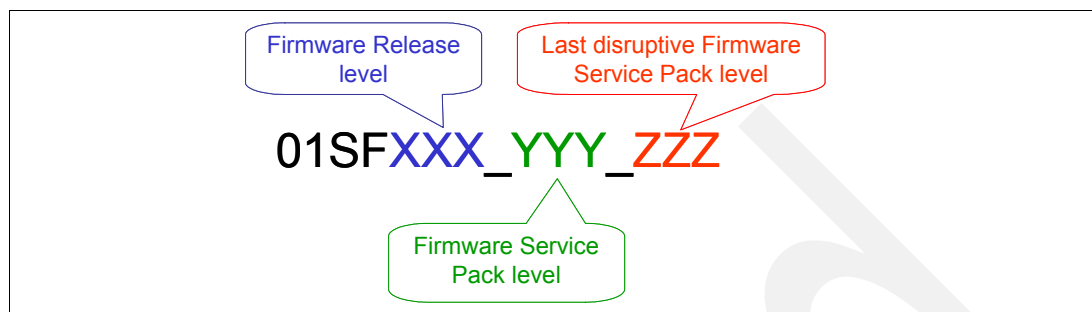 Firmware Release
level
Last disruptive Firmware
Service Pack level
01SFXXX_YYY_ZZZ
Firmware Service
Pack level